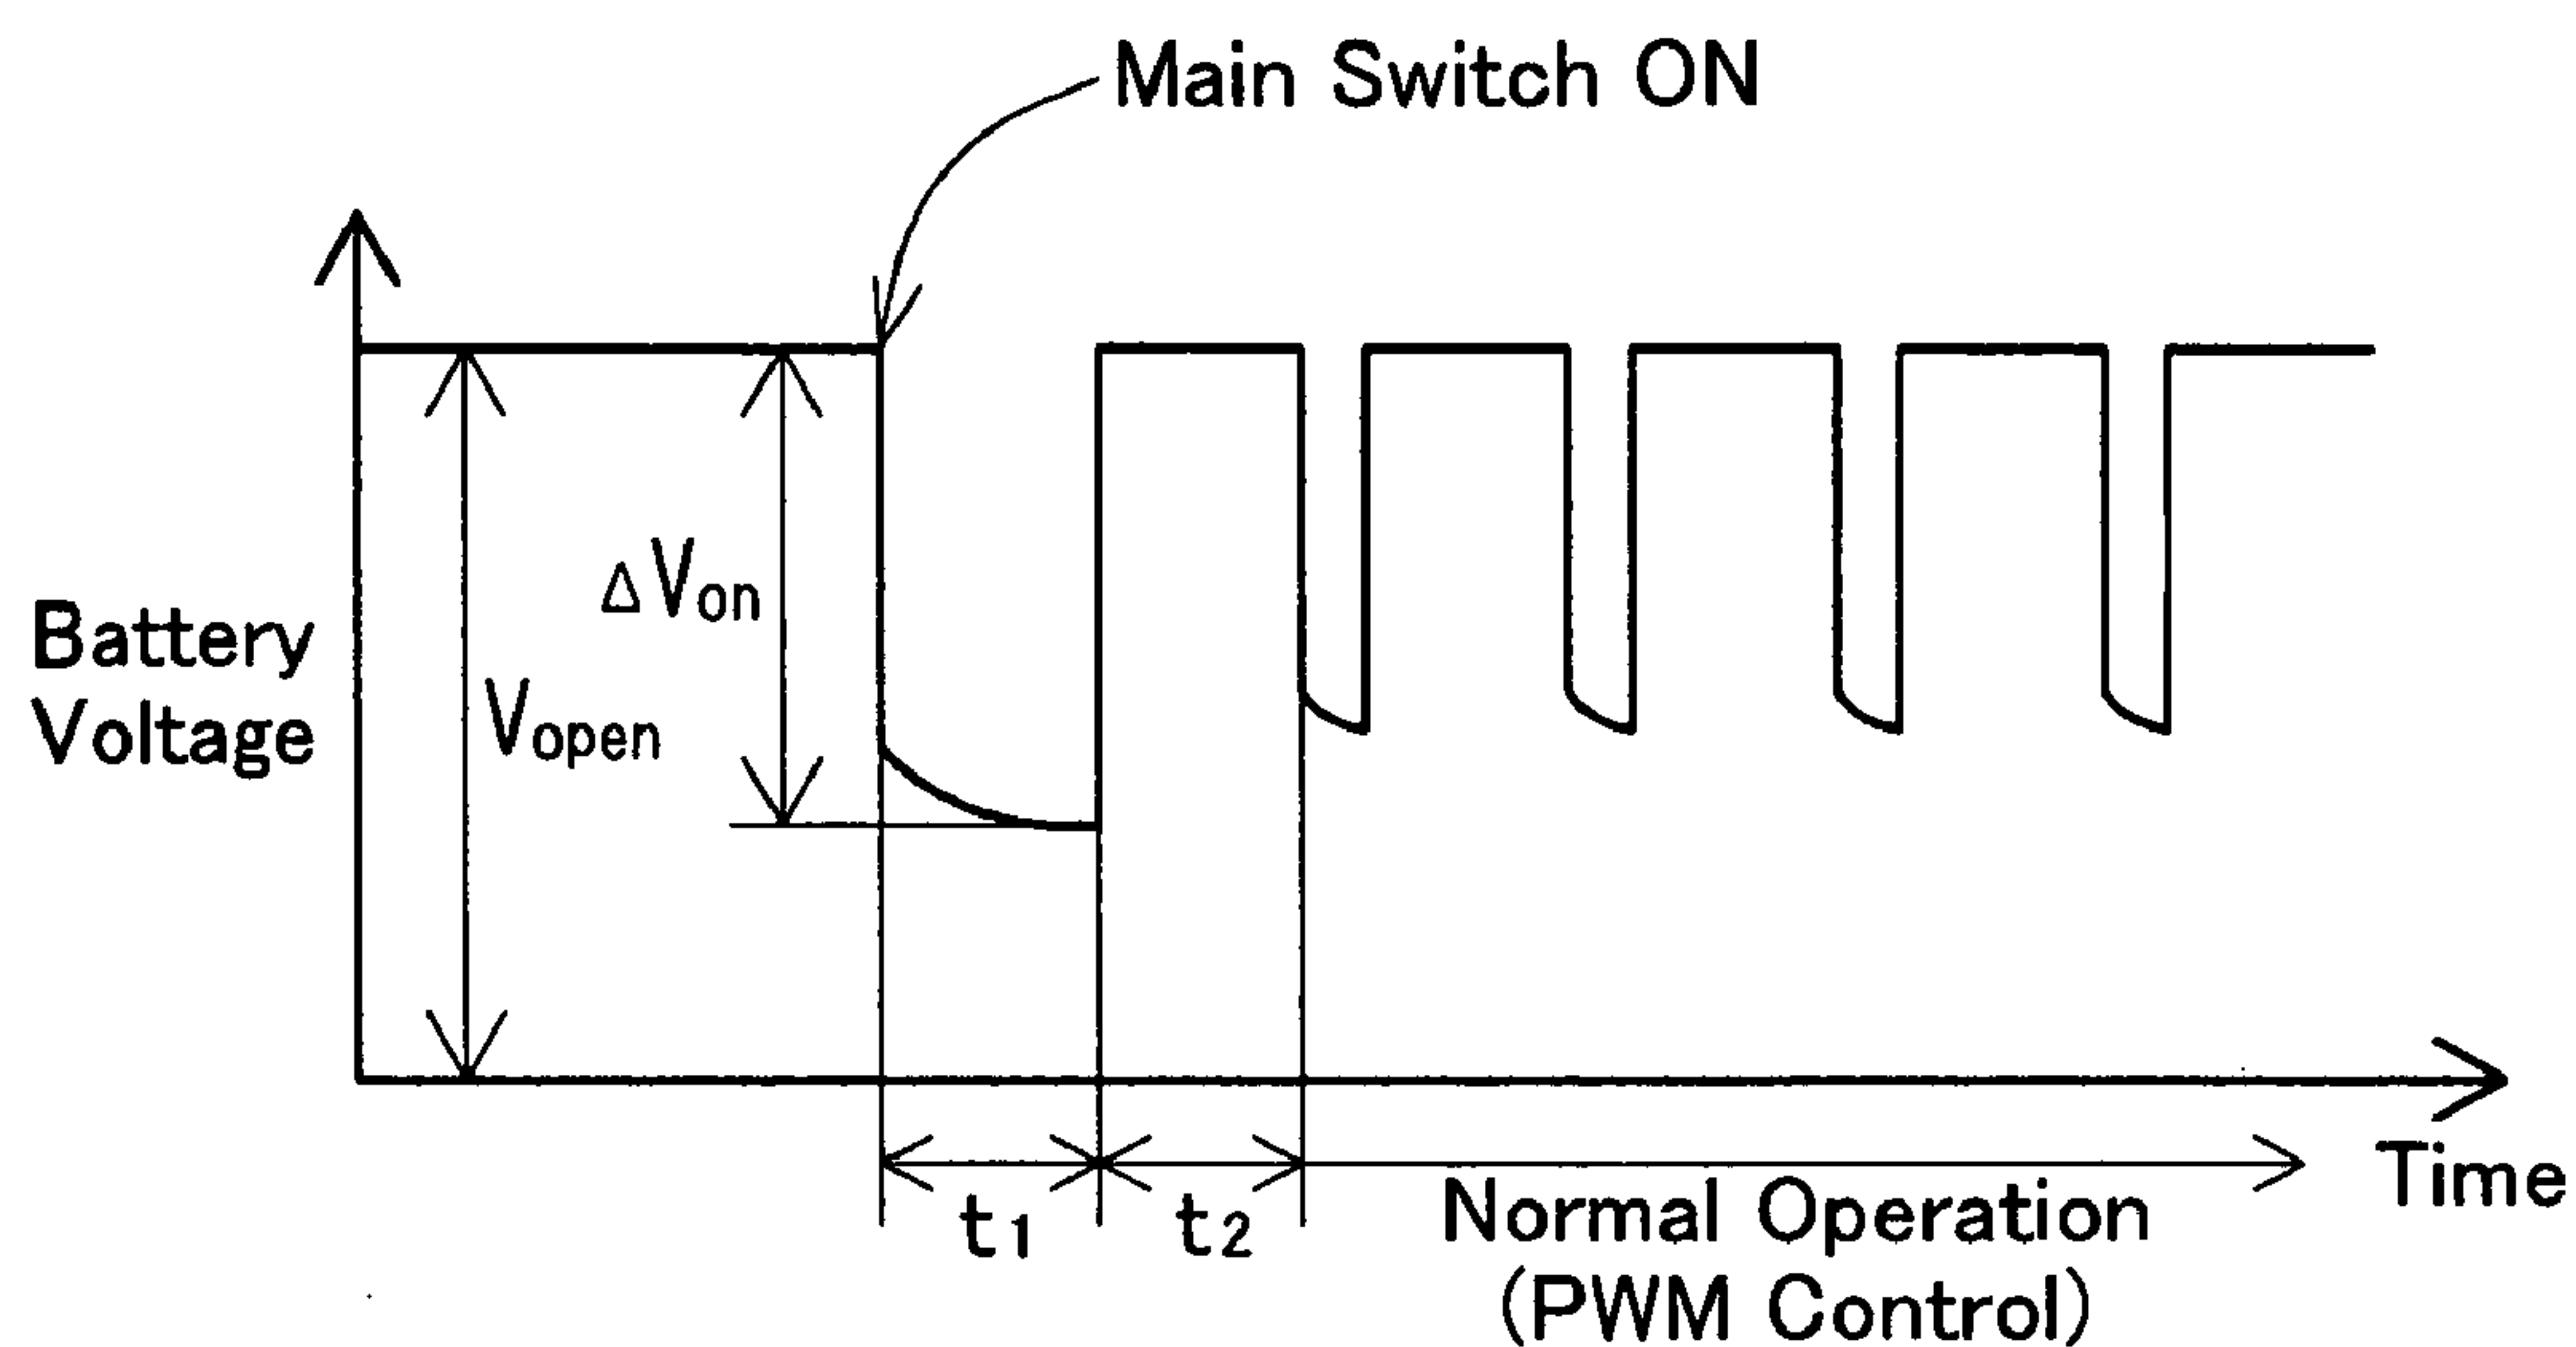 Main Switch ON
ΔVon
Battery
Voltage
Vopen
Time
t1
t2
Normal Operation
(PWM Control)